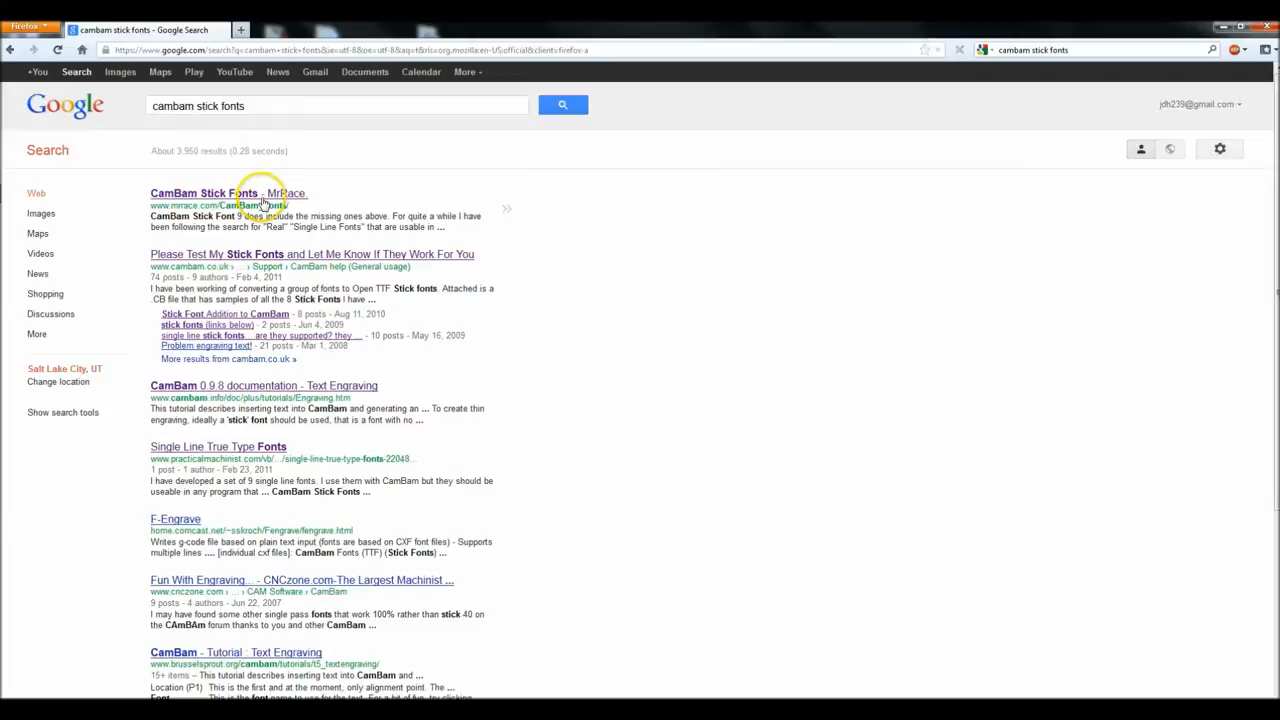 Firefox
cambam stick fonts - Google Search
https://www.google.com/search?q=cambam+stick+fonts&ie=utf-8&oe=utf-8&aq=t&rls=org.mozilla:en-US:official&client=firefox-a
cambam stick fonts
+You Search Images Maps Play YouTube News Gmail Documents Calendar More
Google
cambam stick fonts
jdh239@gmail.com
Search
About 3,950 results (0.28 seconds)
Web
Images
Maps
Videos
News
Shopping
Discussions
More
Salt Lake City, UT
Change location
Show search tools
CamBam Stick Fonts - MrRace.
www.mrrace.com/CamBamFonts/
CamBam Stick Font 9 does include the missing ones above. For quite a while I have
been following the search for "Real" "Single Line Fonts" that are usable in ...
Please Test My Stick Fonts and Let Me Know If They Work For You
www.cambam.co.uk › ... › Support › CamBam help (General usage)
74 posts - 9 authors - Feb 4, 2011
I have been working of converting a group of fonts to Open TTF Stick fonts. Attached is a
.CB file that has samples of all the 8 Stick Fonts I have ...
Stick Font Addition to CamBam - 8 posts - Aug 11, 2010
stick fonts (links below) - 2 posts - Jun 4, 2009
single line stick fonts... are they supported? they ... - 10 posts - May 16, 2009
Problem engraving text! - 21 posts - Mar 1, 2008
More results from cambam.co.uk »
CamBam 0.9.8 documentation - Text Engraving
www.cambam.info/doc/plus/tutorials/Engraving.htm
This tutorial describes inserting text into CamBam and generating an ... To create thin
engraving, ideally a 'stick' font should be used, that is a font with no ...
Single Line True Type Fonts
www.practicalmachinist.com/vb/.../single-line-true-type-fonts-22048...
1 post - 1 author - Feb 23, 2011
I have developed a set of 9 single line fonts. I use them with CamBam but they should be
useable in any program that ... CamBam Stick Fonts ...
F-Engrave
home.comcast.net/~sskroch/Fengrave/fengrave.html
Writes g-code file based on plain text input (fonts are based on CXF font files) - Supports
multiple lines .... [individual cxf files]: CamBam Fonts (TTF) (Stick Fonts) ...
Fun With Engraving... - CNCzone.com-The Largest Machinist ...
www.cnczone.com › ... › CAM Software › CamBam
9 posts - 4 authors - Jun 22, 2007
I may have found some other single pass fonts that work 100% rather than stick 40 on
the CAmBAm forum thanks to you and other CamBam ...
CamBam - Tutorial : Text Engraving
www.brusselsprout.org/cambam/tutorials/t5_textengraving/
15+ items – This tutorial describes inserting text into CamBam and ...
Location (P1) This is the first and at the moment, only alignment point. The ...
Font This is the font name to use for the text. For a bit of fun, try clicking